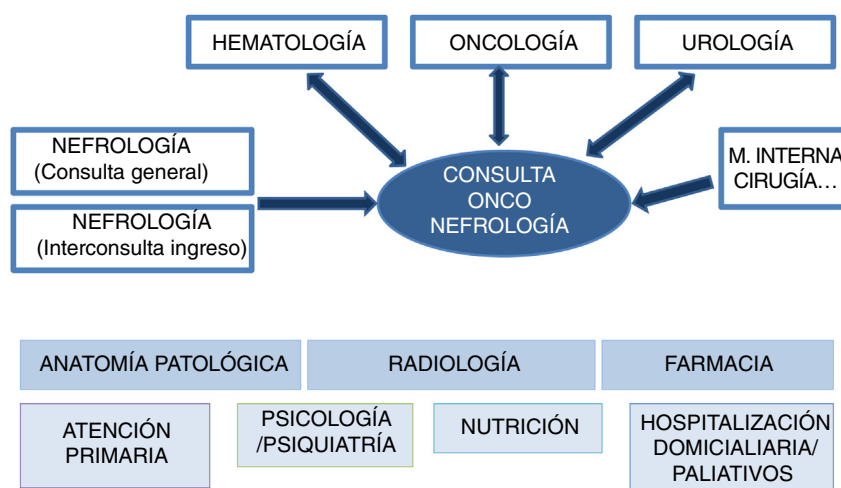 HEMATOLOGÍA
ONCOLOGÍA
UROLOGÍA
NEFROLOGÍA
(Consulta general)
NEFROLOGÍA
(Interconsulta ingreso)
CONSULTA
ONCO
NEFROLOGÍA
M. INTERNA
CIRUGÍA...
ANATOMÍA PATOLÓGICA
RADIOLOGÍA
FARMACIA
ATENCIÓN
PRIMARIA
PSICOLOGÍA
/PSIQUIATRÍA
NUTRICIÓN
HOSPITALIZACIÓN
DOMICIALIARIA/
PALIATIVOS